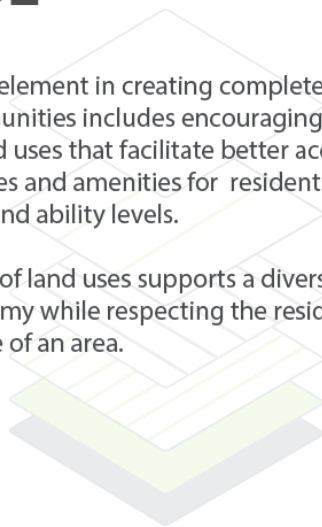 element in creating complete
unities includes encouraging
d uses that facilitate better acc
es and amenities for resident
nd ability levels.
of land uses supports a divers
my while respecting the resid
e of an area.